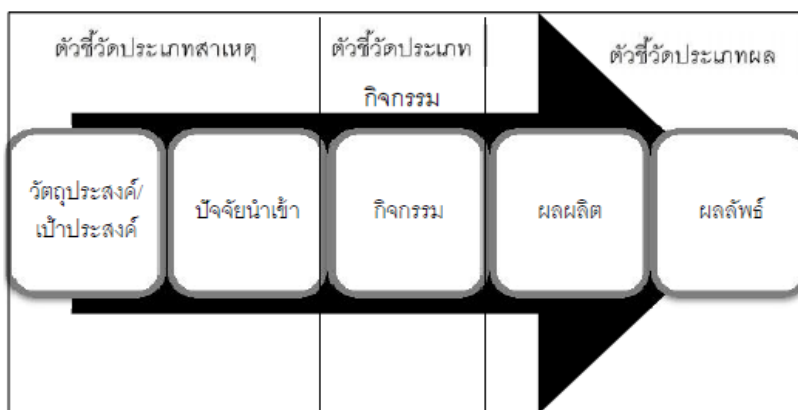 ตัวชี้วัดประเภทสาเหตุ
ตัวชี้วัดประเภท
กิจกรรม
ตัวชี้วัดประเภทผล
วัตถุประสงค์/
เป้าประสงค์
ปัจจัยนำเข้า
กิจกรรม
ผลผลิต
ผลลัพธ์